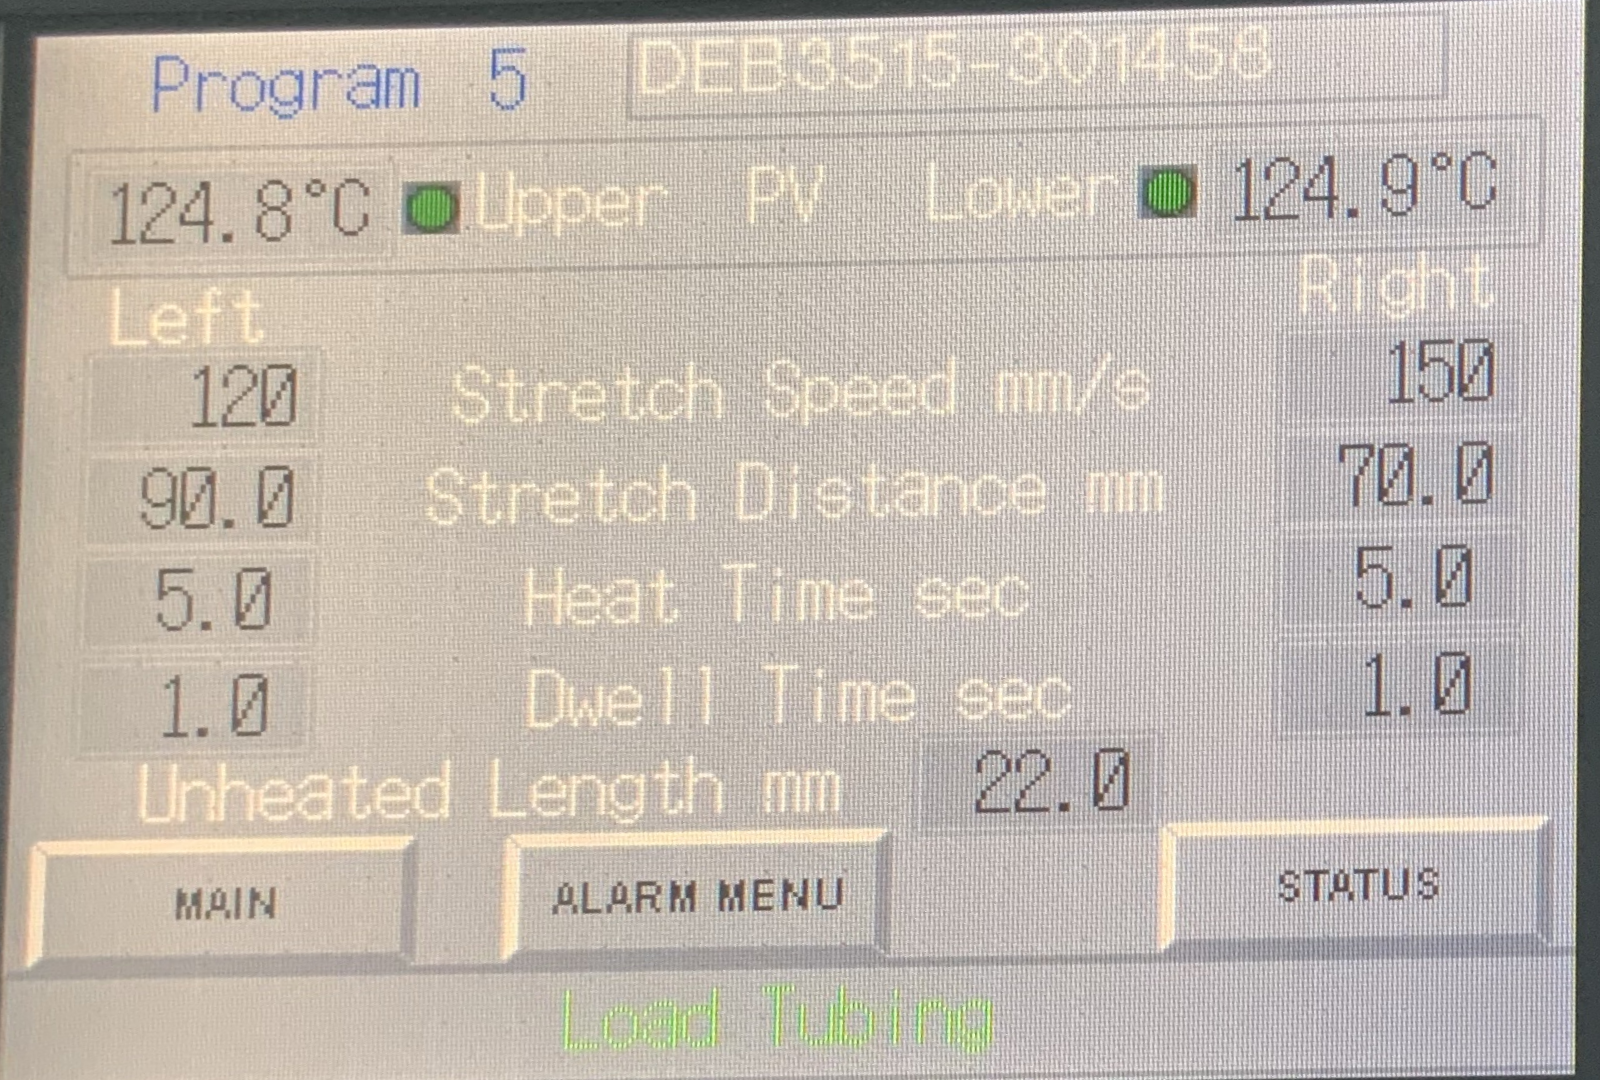 Program 5 DEB3515-301458
124.8°C Upper PV Lower 124.9°C
Left Right
120 Stretch Speed mm/s 150
90.0 Stretch Distance mm 70.0
5.0 Heat Time sec 5.0
1.0 Dwell Time sec 1.0
Unheated Length mm 22.0
MAIN ALARM MENU STATUS
Load Tubing